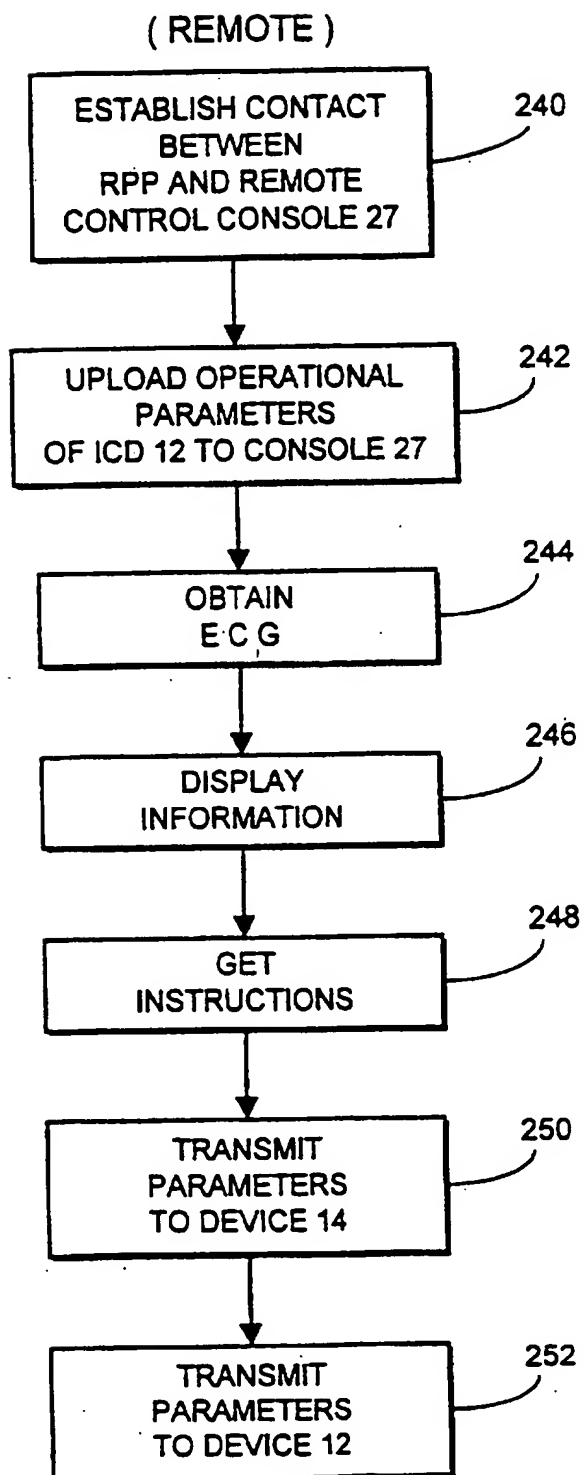 ( REMOTE )
ESTABLISH CONTACT
BETWEEN
RPP AND REMOTE
CONTROL CONSOLE 27
240
UPLOAD OPERATIONAL
PARAMETERS
OF ICD 12 TO CONSOLE 27
242
OBTAIN
E C G
244
DISPLAY
INFORMATION
246
GET
INSTRUCTIONS
248
TRANSMIT
PARAMETERS
TO DEVICE 14
250
TRANSMIT
PARAMETERS
TO DEVICE 12
252